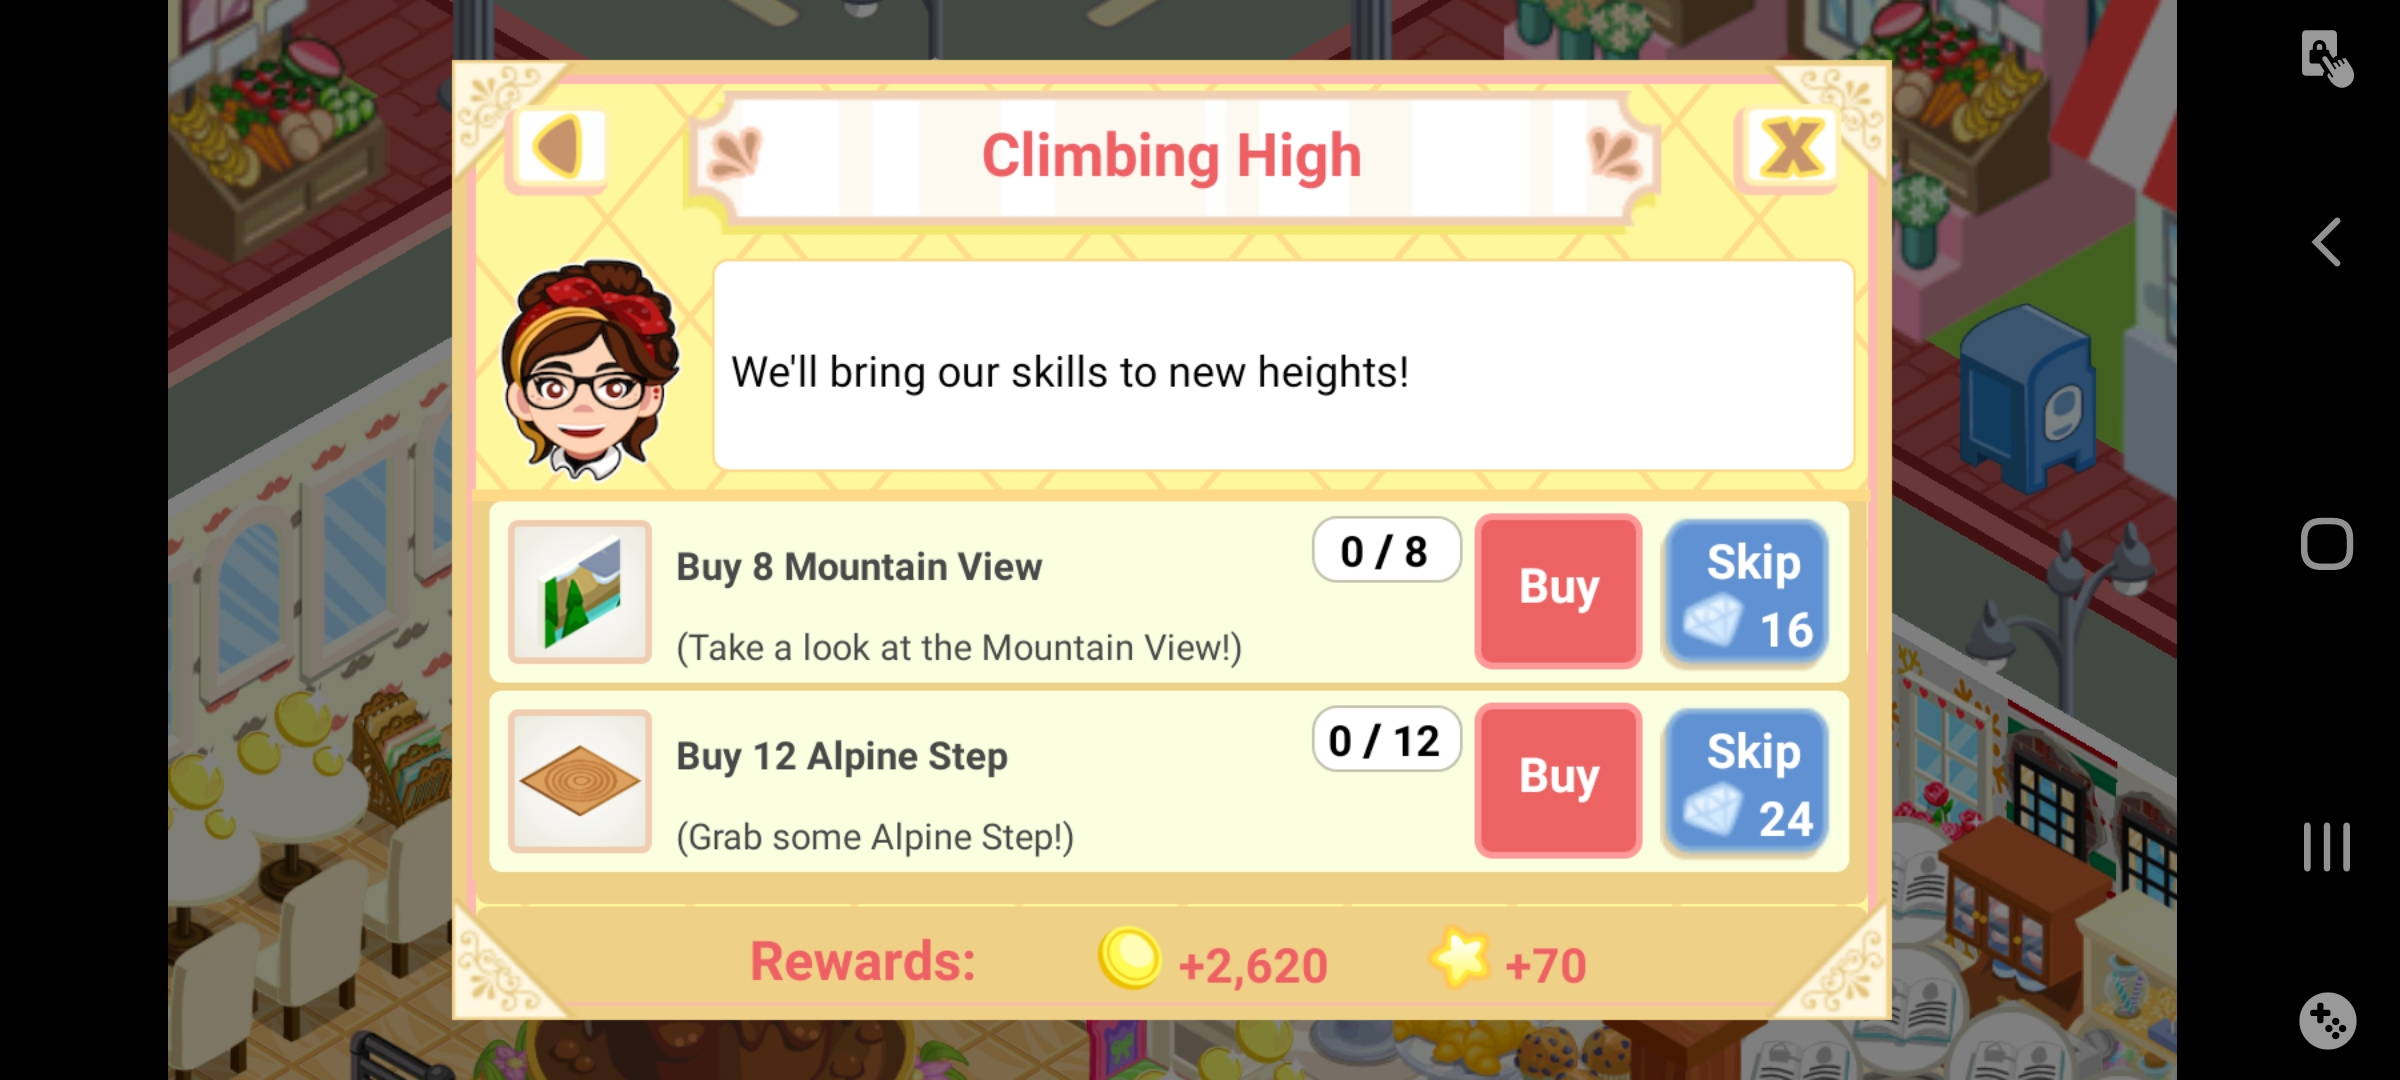 Climbing High
We'll bring our skills to new heights!
Buy 8 Mountain View
0 / 8
Buy
Skip
16
(Take a look at the Mountain View!)
Buy 12 Alpine Step
0 / 12
Buy
Skip
24
(Grab some Alpine Step!)
Rewards: +2,620 +70